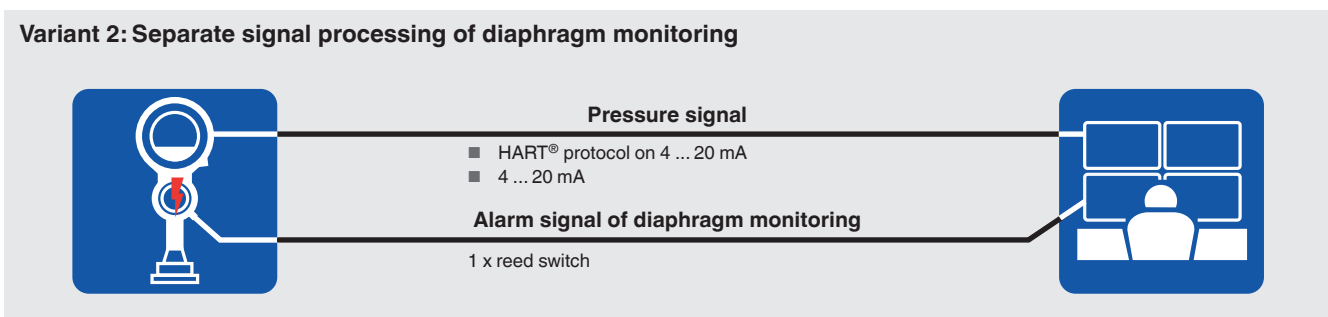 Variant 2: Separate signal processing of diaphragm monitoring
Pressure signal
■ HART® protocol on 4 ... 20 mA
■ 4 ... 20 mA
Alarm signal of diaphragm monitoring
1 x reed switch